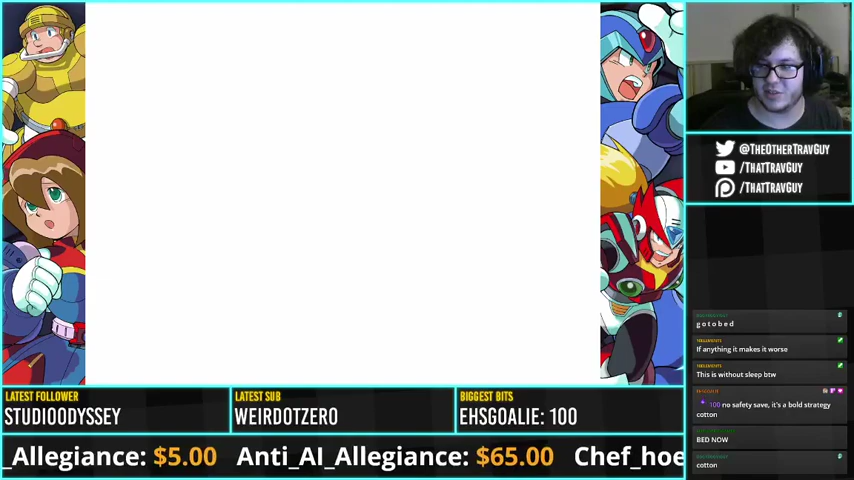 @TheOtherTravGuy
/ThatTravGuy
/ThatTravGuy
g o t o b e d
If anything it makes it worse
This is without sleep btw
100 no safety save, it's a bold strategy
cotton
BED NOW
cotton
LATEST FOLLOWER
STUDIOODYSSEY
LATEST SUB
WEIRDOTZERO
BIGGEST BITS
EHSGOALIE: 100
_Allegiance: $5.00 Anti_AI_Allegiance: $65.00 Chef_hoe